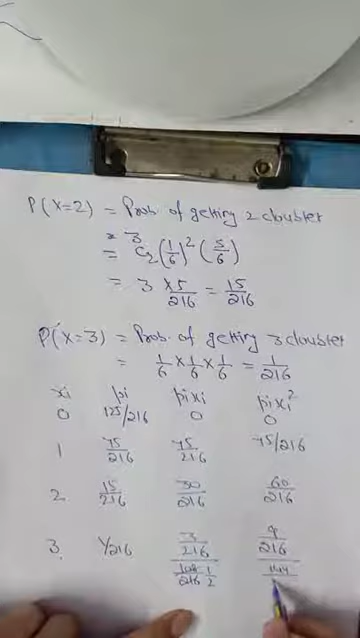 P(X=2) = Prob. of getting 2 doublet
= ³C₂ (1/6)² (5/6)
= 3 × 5/216 = 15/216
P(X=3) = Prob. of getting 3 doublet
= 1/6 × 1/6 × 1/6 = 1/216
xi pi pixi pixi²
0 125/216 0 0
1 75/216 75/216 75/216
2 15/216 30/216 60/216
3 1/216 3/216 9/216
108/216 1/2 144